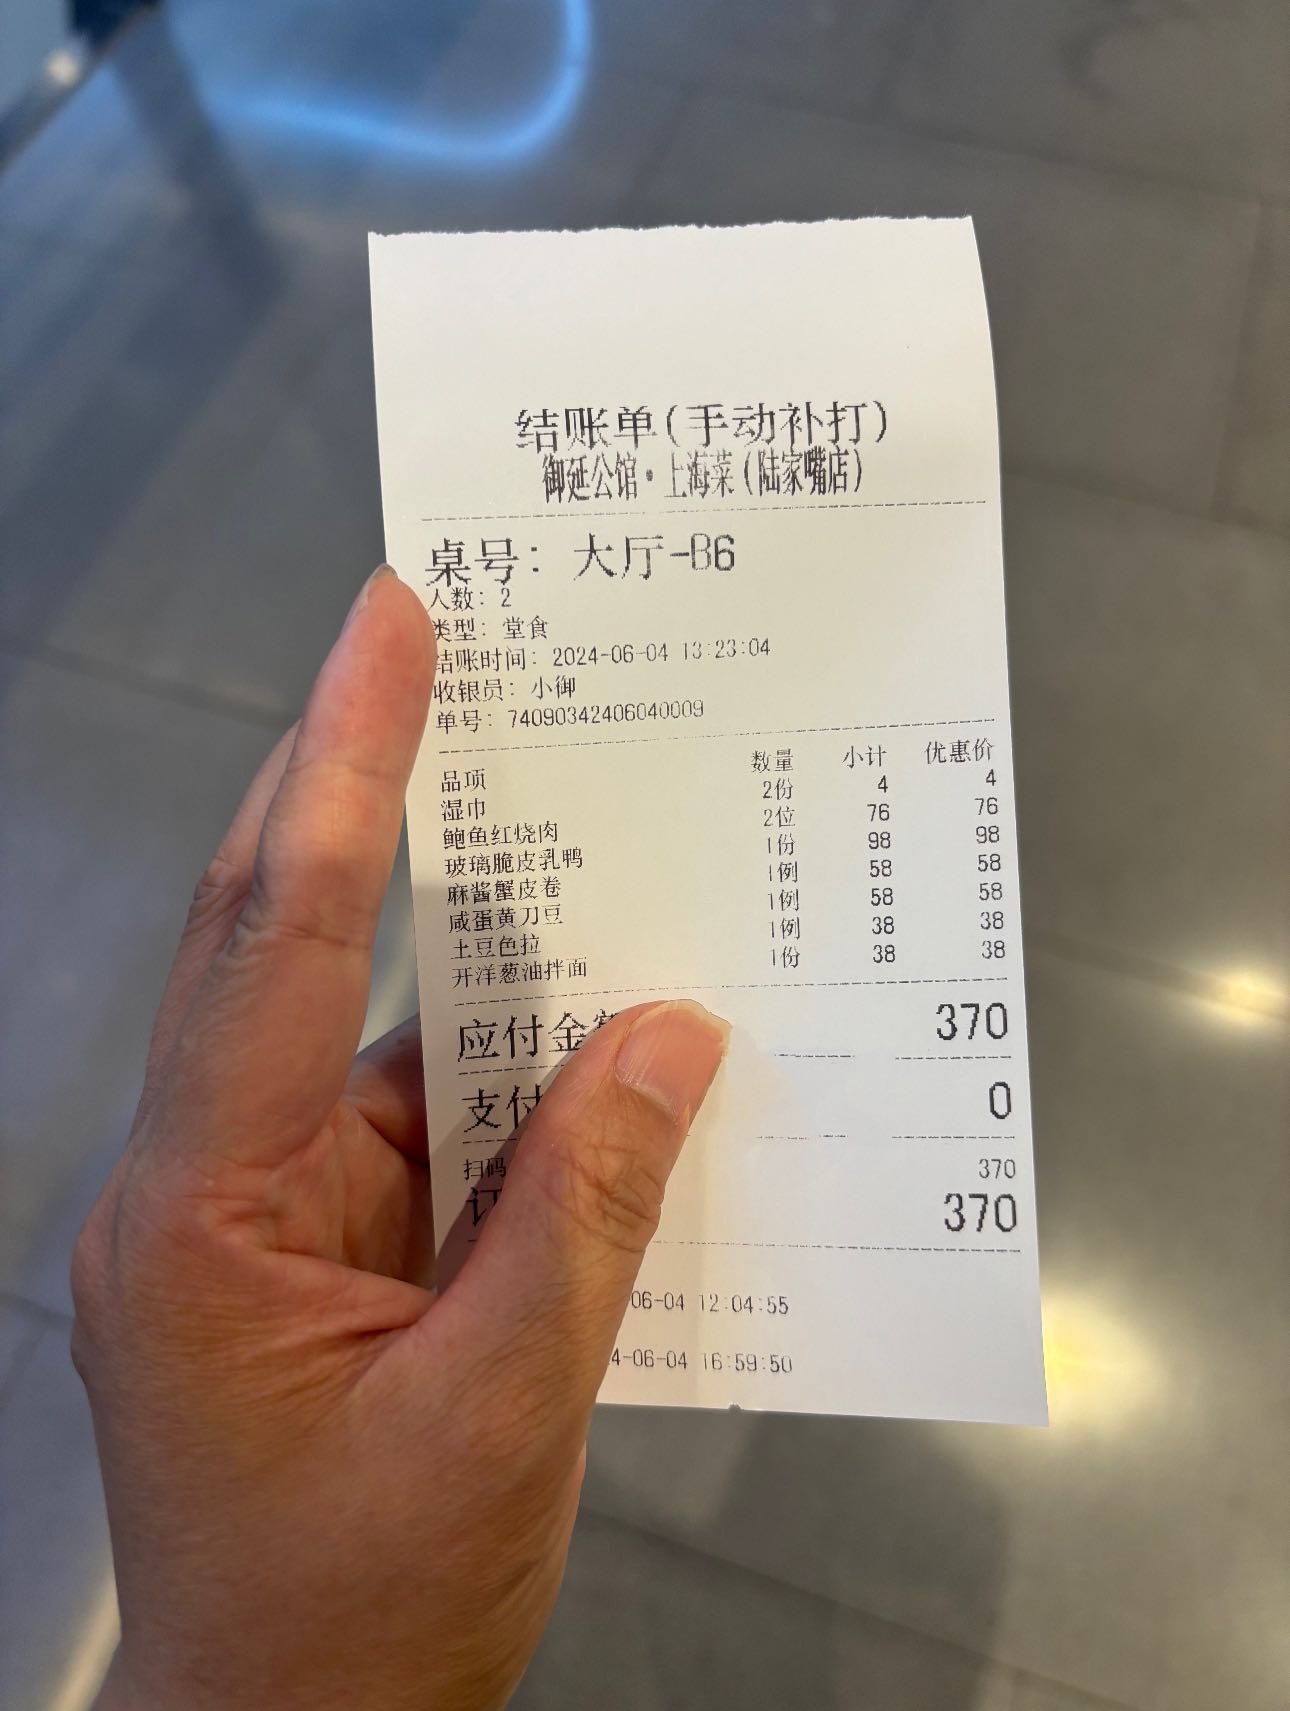 结账单(手动补打)
御延公馆·上海菜(陆家嘴店)
桌号: 大厅-B6
人数: 2
类型: 堂食
结账时间: 2024-06-04 13:23:04
收银员: 小御
单号: 74090342406040009
品项 数量 小计 优惠价
湿巾 2份 4 4
鲍鱼红烧肉 2位 76 76
玻璃脆皮乳鸭 1份 98 98
麻酱蟹皮卷 1例 58 58
咸蛋黄刀豆 1例 58 58
土豆色拉 1例 38 38
开洋葱油拌面 1份 38 38
应付金额 370
支付 0
扫码 370
订 370
06-04 12:04:55
4-06-04 16:59:50